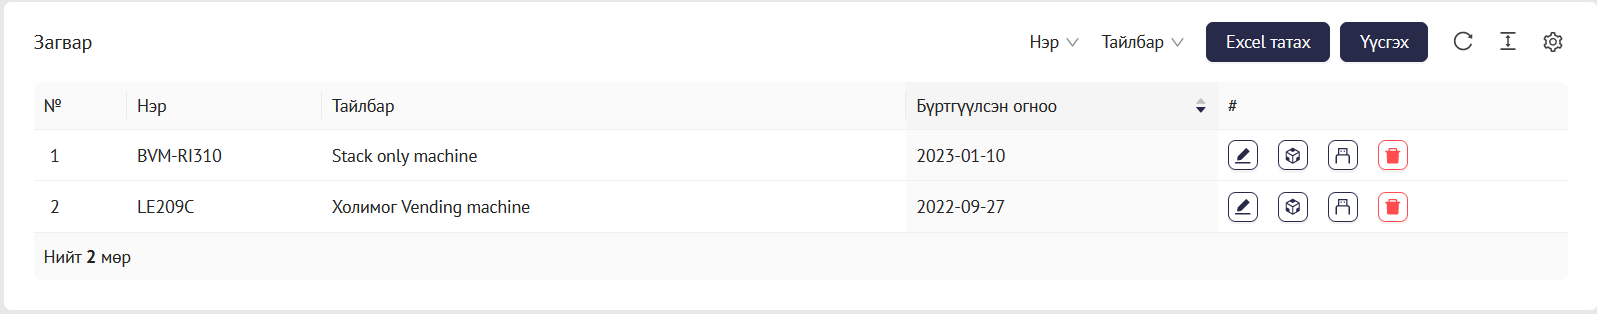 Загвар Нэр Тайлбар Excel татах Үүсгэх
№ Нэр Тайлбар Бүртгүүлсэн огноо #
1 BVM-RI310 Stack only machine 2023-01-10
2 LE209C Холимог Vending machine 2022-09-27
Нийт 2 мөр